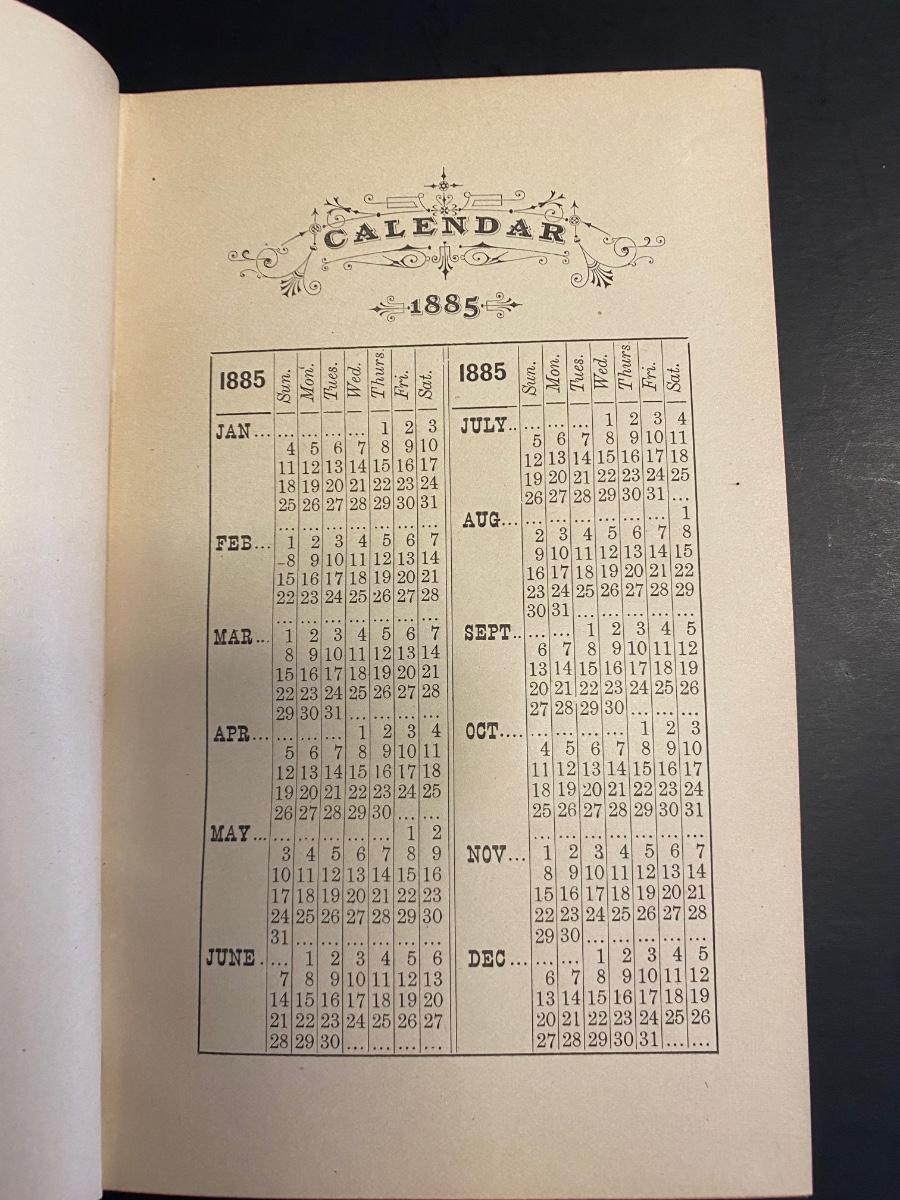 CALENDAR
1885
1885 Sun. Mon. Tues. Wed. Thurs. Fri. Sat.
JAN... ... ... ... ... 1 2 3
4 5 6 7 8 9 10
11 12 13 14 15 16 17
18 19 20 21 22 23 24
25 26 27 28 29 30 31
... ... ... ... ... ... ...
FEB... 1 2 3 4 5 6 7
8 9 10 11 12 13 14
15 16 17 18 19 20 21
22 23 24 25 26 27 28
... ... ... ... ... ... ...
MAR... 1 2 3 4 5 6 7
8 9 10 11 12 13 14
15 16 17 18 19 20 21
22 23 24 25 26 27 28
29 30 31 ... ... ... ...
APR... ... ... ... 1 2 3 4
5 6 7 8 9 10 11
12 13 14 15 16 17 18
19 20 21 22 23 24 25
26 27 28 29 30 ... ...
MAY... ... ... ... ... ... 1 2
3 4 5 6 7 8 9
10 11 12 13 14 15 16
17 18 19 20 21 22 23
24 25 26 27 28 29 30
31 ... ... ... ... ... ...
JUNE. ... 1 2 3 4 5 6
7 8 9 10 11 12 13
14 15 16 17 18 19 20
21 22 23 24 25 26 27
28 29 30 ... ... ... ...
1885 Sun. Mon. Tues. Wed. Thurs. Fri. Sat.
JULY.. ... ... ... 1 2 3 4
5 6 7 8 9 10 11
12 13 14 15 16 17 18
19 20 21 22 23 24 25
26 27 28 29 30 31 ...
AUG... ... ... ... ... ... ... 1
2 3 4 5 6 7 8
9 10 11 12 13 14 15
16 17 18 19 20 21 22
23 24 25 26 27 28 29
30 31 ... ... ... ... ...
SEPT.. ... ... 1 2 3 4 5
6 7 8 9 10 11 12
13 14 15 16 17 18 19
20 21 22 23 24 25 26
27 28 29 30 ... ... ...
OCT.... ... ... ... ... 1 2 3
4 5 6 7 8 9 10
11 12 13 14 15 16 17
18 19 20 21 22 23 24
25 26 27 28 29 30 31
... ... ... ... ... ... ...
NOV... 1 2 3 4 5 6 7
8 9 10 11 12 13 14
15 16 17 18 19 20 21
22 23 24 25 26 27 28
29 30 ... ... ... ... ...
DEC... ... ... 1 2 3 4 5
6 7 8 9 10 11 12
13 14 15 16 17 18 19
20 21 22 23 24 25 26
27 28 29 30 31 ... ...